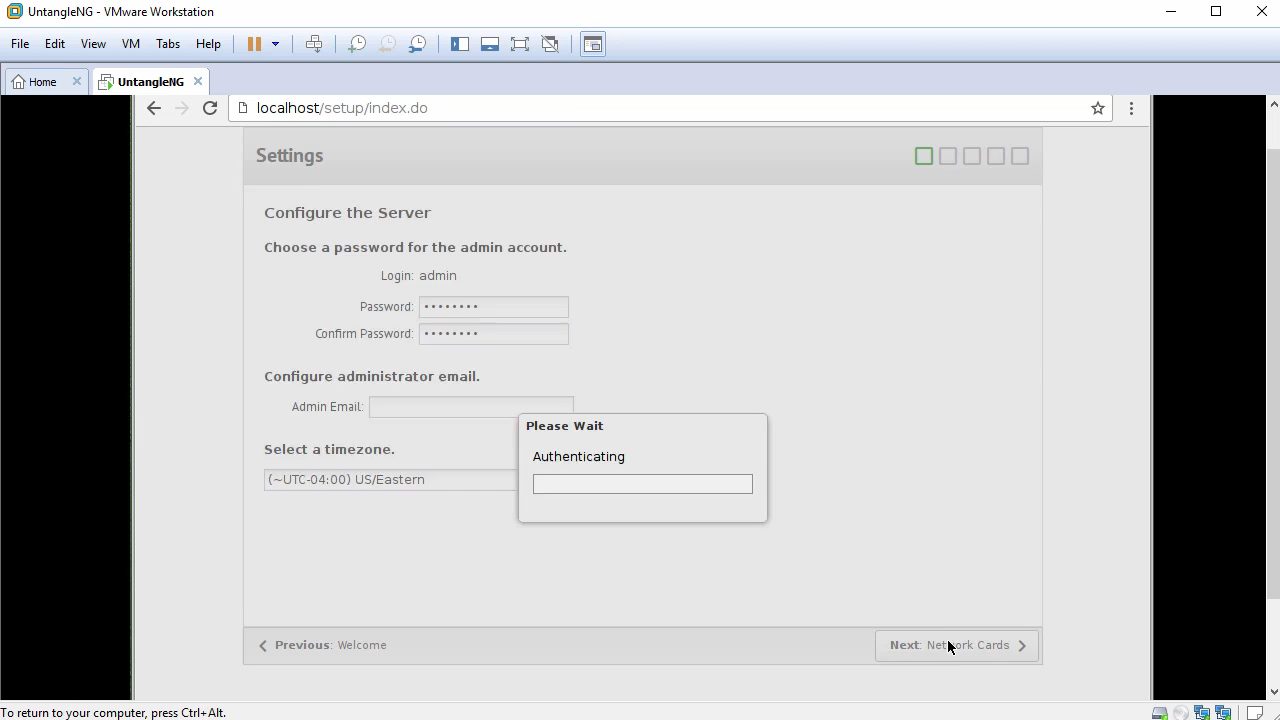 UntangleNG - VMware Workstation
File Edit View VM Tabs Help
Home UntangleNG
localhost/setup/index.do
Settings
Configure the Server
Choose a password for the admin account.
Login: admin
Password: ••••••••
Confirm Password: ••••••••
Configure administrator email.
Admin Email:
Select a timezone.
(~UTC-04:00) US/Eastern
Please Wait
Authenticating
Previous: Welcome
Next: Network Cards
To return to your computer, press Ctrl+Alt.